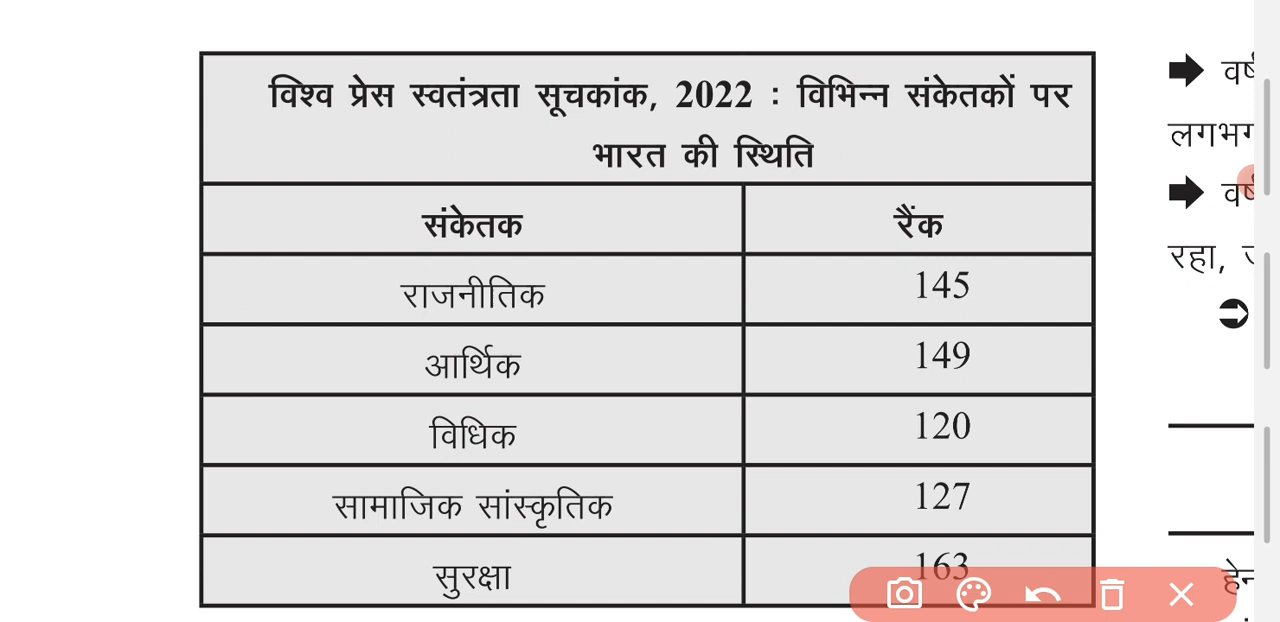 विश्व प्रेस स्वतंत्रता सूचकांक, 2022 : विभिन्न संकेतकों पर
भारत की स्थिति
संकेतक रैंक
राजनीतिक 145
आर्थिक 149
विधिक 120
सामाजिक सांस्कृतिक 127
सुरक्षा 163
लगभग
रहा,